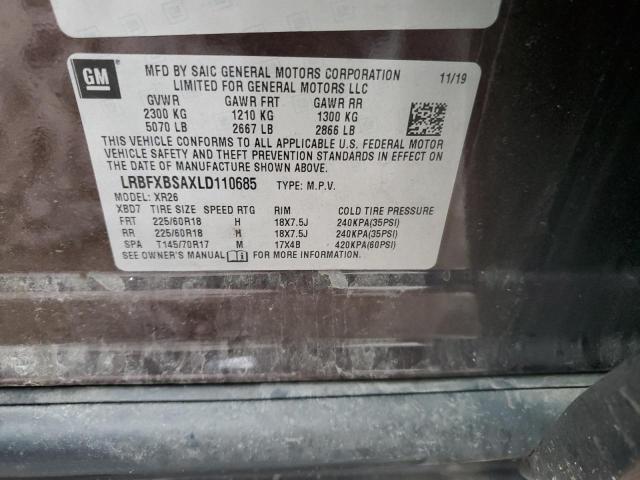 GM
MFD BY SAIC GENERAL MOTORS CORPORATION
LIMITED FOR GENERAL MOTORS LLC
11/19
GVWR GAWR FRT GAWR RR
2300 KG 1210 KG 1300 KG
5070 LB 2667 LB 2866 LB
THIS VEHICLE CONFORMS TO ALL APPLICABLE U.S. FEDERAL MOTOR
VEHICLE SAFETY AND THEFT PREVENTION STANDARDS IN EFFECT ON
THE DATE OF MANUFACTURE SHOWN ABOVE.
LRBFXBSAXLD110685 TYPE: M.P.V.
MODEL: XR26
XBD7 TIRE SIZE SPEED RTG RIM COLD TIRE PRESSURE
FRT 225/60R18 H 18X7.5J 240KPA(35PSI)
RR 225/60R18 H 18X7.5J 240KPA(35PSI)
SPA T145/70R17 M 17X4B 420KPA(60PSI)
SEE OWNER'S MANUAL FOR MORE INFORMATION